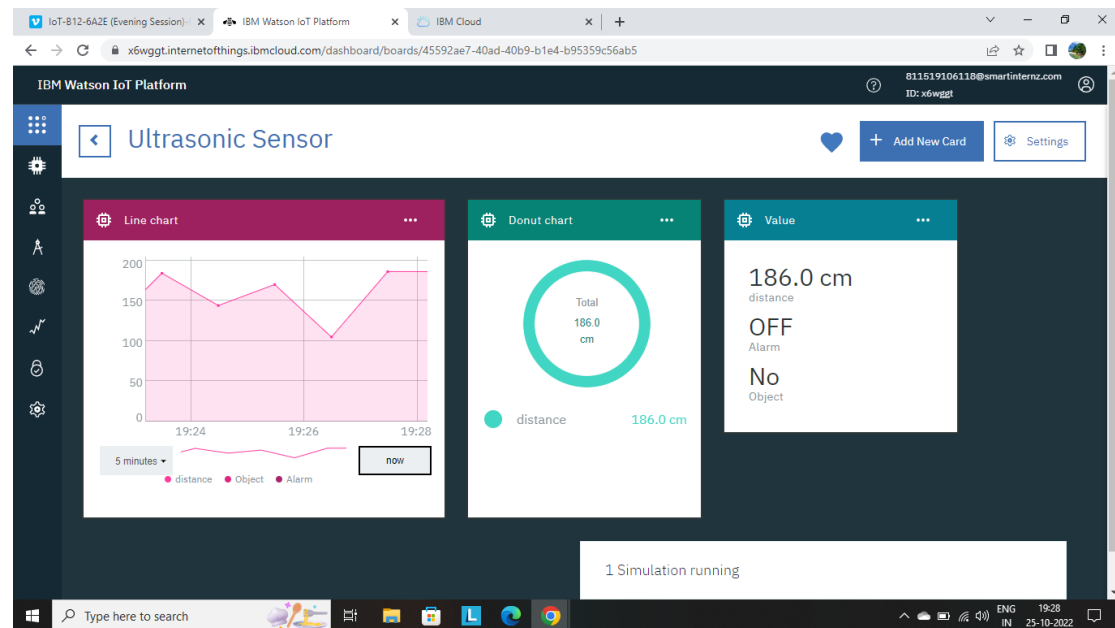 IoT-B12-6A2E (Evening Session)-
IBM Watson IoT Platform
IBM Cloud
x6wggt.internetofthings.ibmcloud.com/dashboard/boards/45592ae7-40ad-40b9-b1e4-b95359c56ab5
IBM Watson IoT Platform
811519106118@smartinternz.com
ID: x6wggt
Ultrasonic Sensor
Add New Card
Settings
Line chart
200
150
100
50
0
19:24 19:26 19:28
5 minutes
now
distance Object Alarm
Donut chart
Total
186.0
cm
distance 186.0 cm
Value
186.0 cm
distance
OFF
Alarm
No
Object
1 Simulation running
Type here to search
L
ENG
IN
19:28
25-10-2022